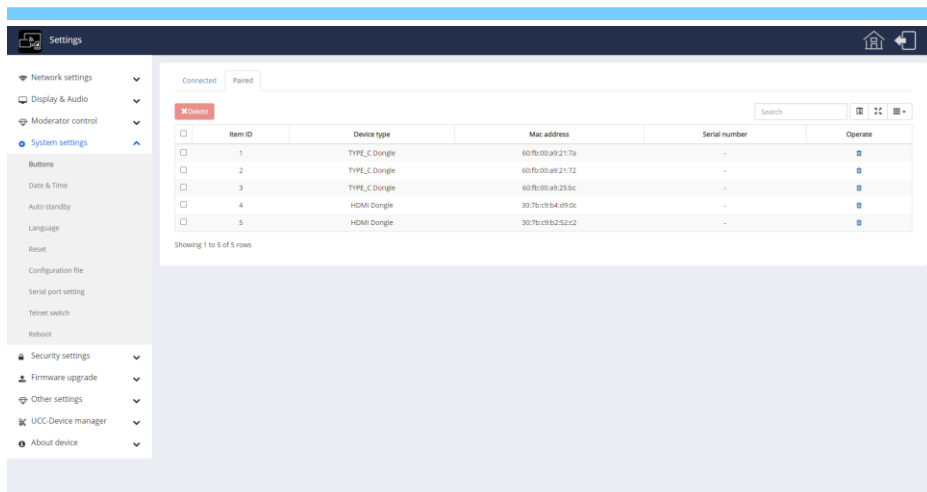 Settings
Network settings
Display & Audio
Moderator control
System settings
Buttons
Date & Time
Auto standby
Language
Reset
Configuration file
Serial port setting
Telnet switch
Reboot
Security settings
Firmware upgrade
Other settings
UCC-Device manager
About device
Connected Paired
Delete Search
Item ID Device type Mac address Serial number Operate
1 TYPE_C Dongle 60:fb:00:a9:21:7a -
2 TYPE_C Dongle 60:fb:00:a9:21:72 -
3 TYPE_C Dongle 60:fb:00:a9:25:bc -
4 HDMI Dongle 30:7b:c9:b4:d9:0c -
5 HDMI Dongle 30:7b:c9:b2:52:c2 -
Showing 1 to 5 of 5 rows